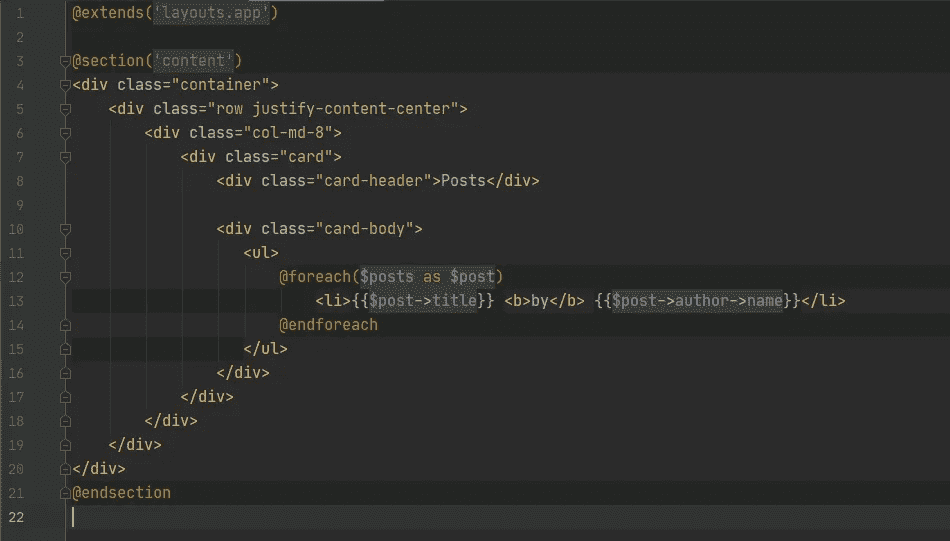 1 @extends('layouts.app')
2
3 @section('content')
4 <div class="container">
5     <div class="row justify-content-center">
6         <div class="col-md-8">
7             <div class="card">
8                 <div class="card-header">Posts</div>
9
10                 <div class="card-body">
11                    <ul>
12                        @foreach($posts as $post)
13                            <li>{{$post->title}} <b>by</b> {{$post->author->name}}</li>
14                        @endforeach
15                    </ul>
16                 </div>
17             </div>
18         </div>
19     </div>
20 </div>
21 @endsection
22